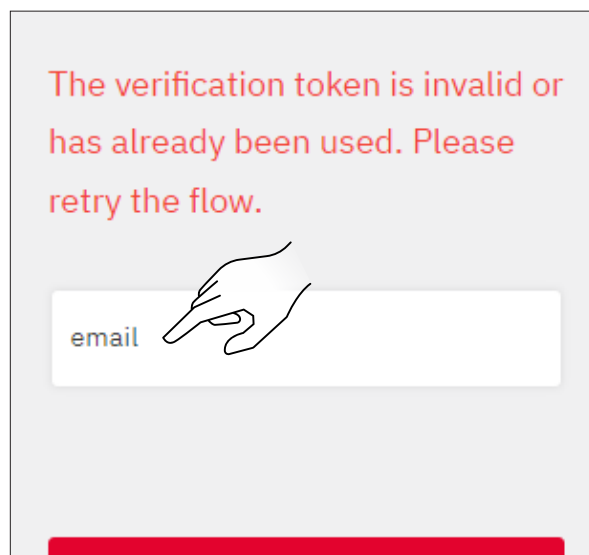 The verification token is invalid or
has already been used. Please
retry the flow.
email